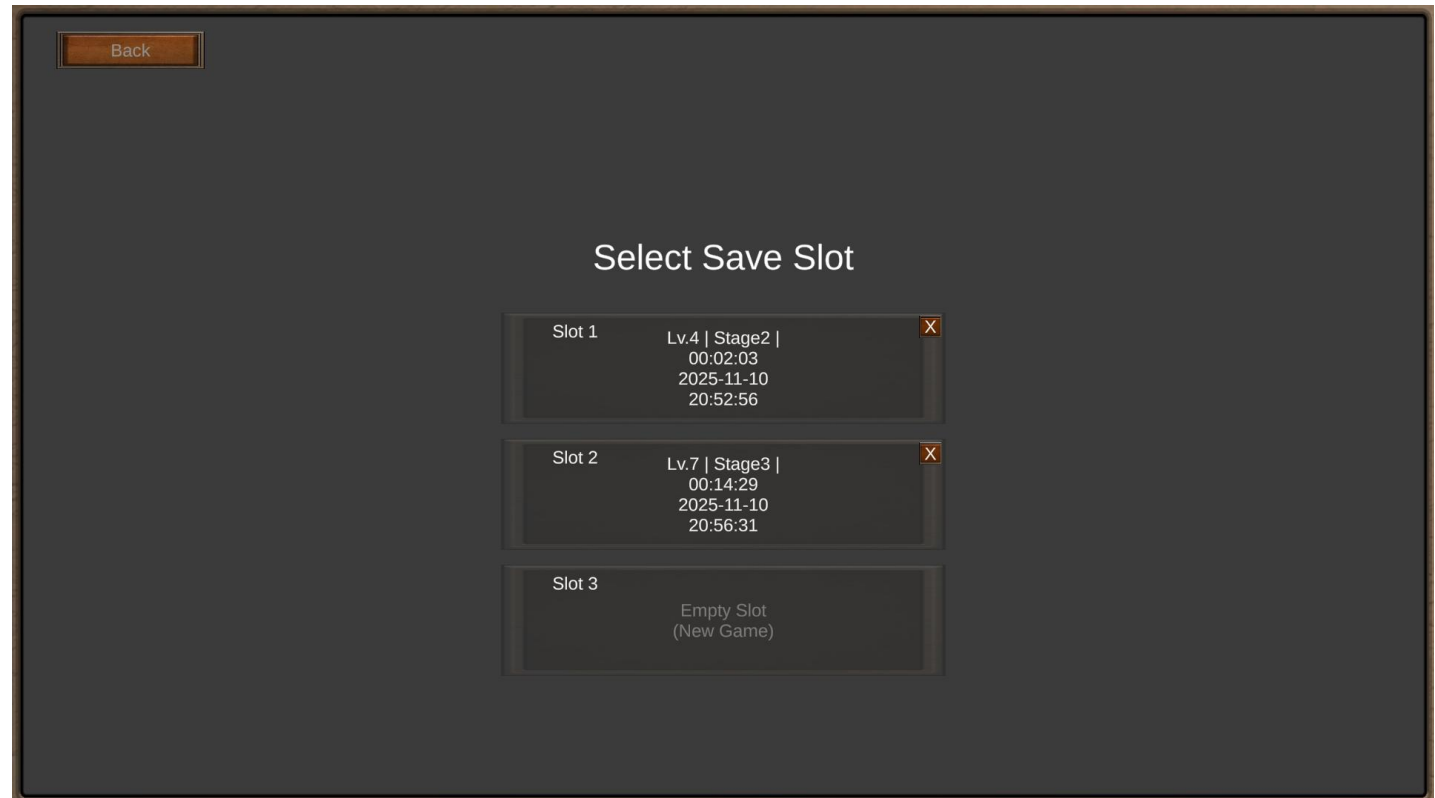 Back
Select Save Slot
Slot 1
X
Lv.4 | Stage2 |
00:02:03
2025-11-10
20:52:56
Slot 2
X
Lv.7 | Stage3 |
00:14:29
2025-11-10
20:56:31
Slot 3
Empty Slot
(New Game)